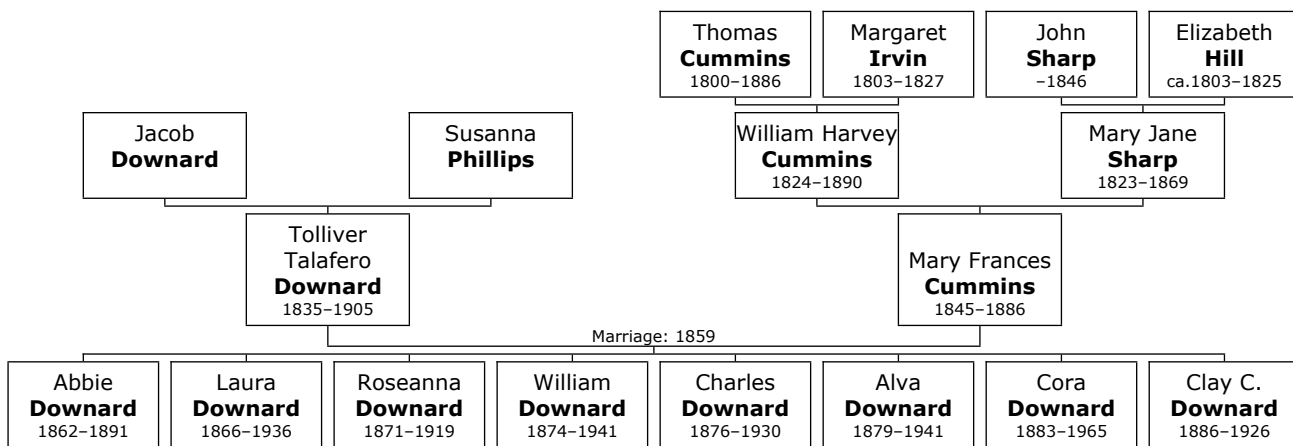 Thomas
Cummins
1800–1886
Margaret
Irvin
1803–1827
John
Sharp
–1846
Elizabeth
Hill
ca.1803–1825
Jacob
Downard
Susanna
Phillips
William Harvey
Cummins
1824–1890
Mary Jane
Sharp
1823–1869
Tolliver
Talafero
Downard
1835–1905
Mary Frances
Cummins
1845–1886
Marriage: 1859
Abbie
Downard
1862–1891
Laura
Downard
1866–1936
Roseanna
Downard
1871–1919
William
Downard
1874–1941
Charles
Downard
1876–1930
Alva
Downard
1879–1941
Cora
Downard
1883–1965
Clay C.
Downard
1886–1926